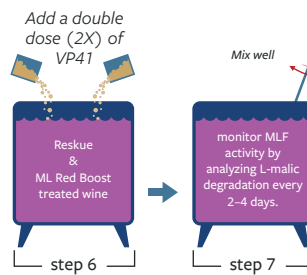 Add a double
dose (2X) of
VP41
Reskue
&
ML Red Boost
treated wine
step 6
Mix well
monitor MLF
activity by
analyzing L-malic
degradation every
2–4 days.
step 7